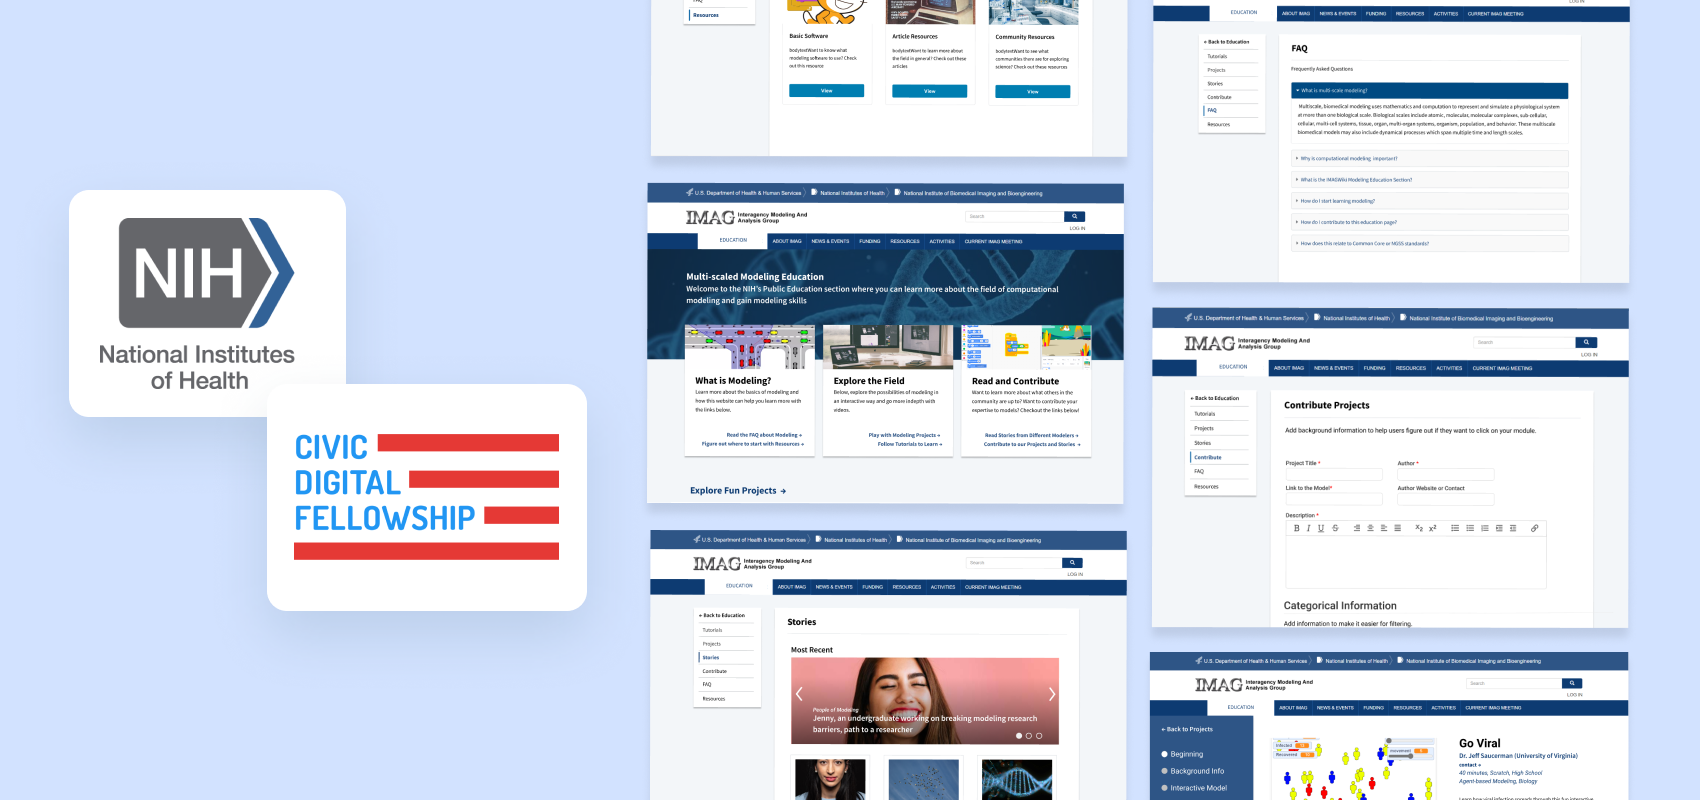 NIH
National Institutes
of Health
CIVIC
DIGITAL
FELLOWSHIP
FAQ
Resources
Basic Software
bodytextWant to know what
modeling software to use? Check
out this resource
View
Article Resources
bodytextWant to learn more about
the field in general? Check out these
articles
View
Community Resources
bodytextWant to see what
communities there are for exploring
science? Check out these resources
View
U.S. Department of Health & Human Services
National Institutes of Health
National Institute of Biomedical Imaging and Bioengineering
IMAG Interagency Modeling And
Analysis Group
Search
LOG IN
EDUCATION ABOUT IMAG NEWS & EVENTS FUNDING RESOURCES ACTIVITIES CURRENT IMAG MEETING
Multi-scaled Modeling Education
Welcome to the NIH's Public Education section where you can learn more about the field of computational
modeling and gain modeling skills
What is Modeling?
Learn more about the basics of modeling and
how this website can help you learn more with
the links below.
Read the FAQ about Modeling →
Figure out where to start with Resources →
Explore the Field
Below, explore the possibilities of modeling in
an interactive way and go more indepth with
videos.
Play with Modeling Projects →
Follow Tutorials to Learn →
Read and Contribute
Want to learn more about what others in the
community are up to? Want to contribute your
expertise to models? Checkout the links below!
Read Stories from Different Modelers →
Contribute to our Projects and Stories →
Explore Fun Projects →
U.S. Department of Health & Human Services
National Institutes of Health
National Institute of Biomedical Imaging and Bioengineering
IMAG Interagency Modeling And
Analysis Group
Search
LOG IN
EDUCATION ABOUT IMAG NEWS & EVENTS FUNDING RESOURCES ACTIVITIES CURRENT IMAG MEETING
← Back to Education
Tutorials
Projects
Stories
Contribute
FAQ
Resources
Stories
Most Recent
People of Modeling
Jenny, an undergraduate working on breaking modeling research
barriers, path to a researcher
LOG IN
EDUCATION ABOUT IMAG NEWS & EVENTS FUNDING RESOURCES ACTIVITIES CURRENT IMAG MEETING
← Back to Education
Tutorials
Projects
Stories
Contribute
FAQ
Resources
FAQ
Frequently Asked Questions
What is multi-scale modeling?
Multiscale, biomedical modeling uses mathematics and computation to represent and simulate a physiological system
at more than one biological scale. Biological scales include atomic, molecular, molecular complexes, sub-cellular,
cellular, multi-cell systems, tissue, organ, multi-organ systems, organism, population, and behavior. These multiscale
biomedical models may also include dynamical processes which span multiple time and length scales.
Why is computational modeling important?
What is the IMAGWiki Modeling Education Section?
How do I start learning modeling?
How do I contribute to this education page?
How does this relate to Common Core or NGSS standards?
U.S. Department of Health & Human Services
National Institutes of Health
National Institute of Biomedical Imaging and Bioengineering
IMAG Interagency Modeling And
Analysis Group
Search
LOG IN
EDUCATION ABOUT IMAG NEWS & EVENTS FUNDING RESOURCES ACTIVITIES CURRENT IMAG MEETING
← Back to Education
Tutorials
Projects
Stories
Contribute
FAQ
Resources
Contribute Projects
Add background information to help users figure out if they want to click on your module.
Project Title *
Author *
Link to the Model*
Author Website or Contact
Description *
B I U S X₂ X²
Categorical Information
Add information to make it easier for filtering.
U.S. Department of Health & Human Services
National Institutes of Health
National Institute of Biomedical Imaging and Bioengineering
IMAG Interagency Modeling And
Analysis Group
Search
LOG IN
EDUCATION ABOUT IMAG NEWS & EVENTS FUNDING RESOURCES ACTIVITIES CURRENT IMAG MEETING
← Back to Projects
Beginning
Background Info
Interactive Model
Infected
Recovered
movement
Go Viral
Dr. Jeff Saucerman (University of Virginia)
contact →
40 minutes, Scratch, High School
Agent-based Modeling, Biology